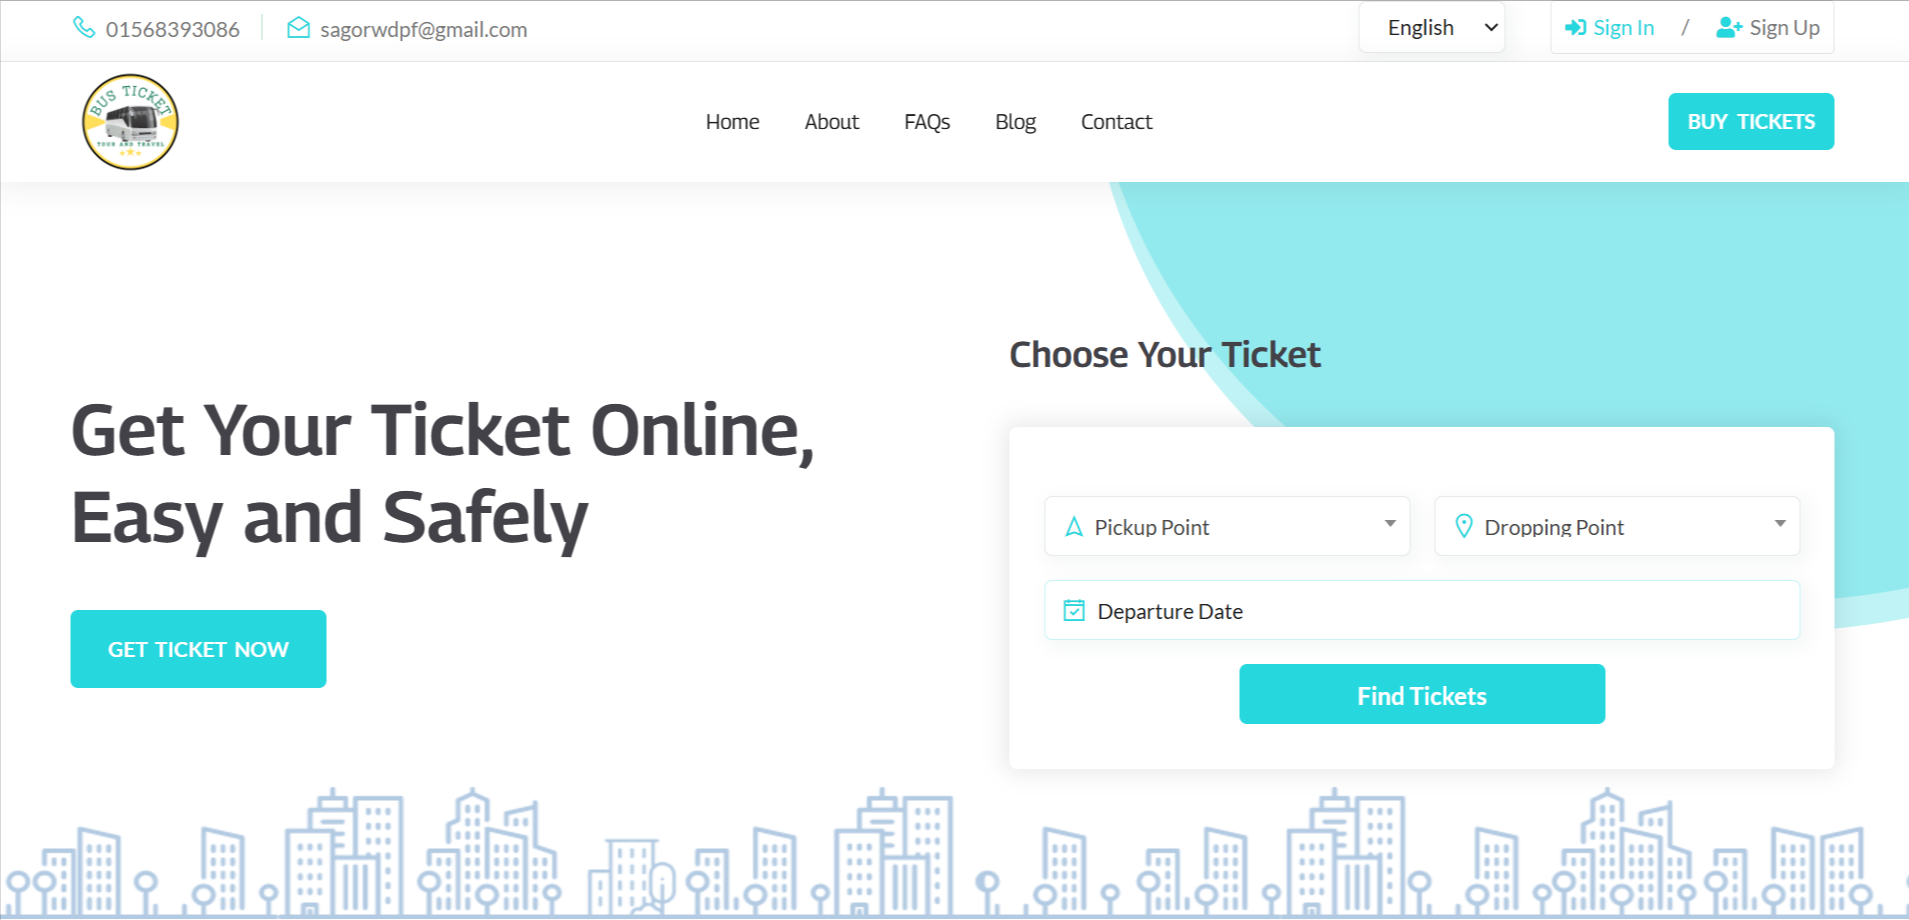 01568393086
sagorwdpf@gmail.com
English
Sign In / Sign Up
BUS TICKET
TOUR AND TRAVEL
Home
About
FAQs
Blog
Contact
BUY TICKETS
Get Your Ticket Online,
Easy and Safely
GET TICKET NOW
Choose Your Ticket
Pickup Point
Dropping Point
Departure Date
Find Tickets